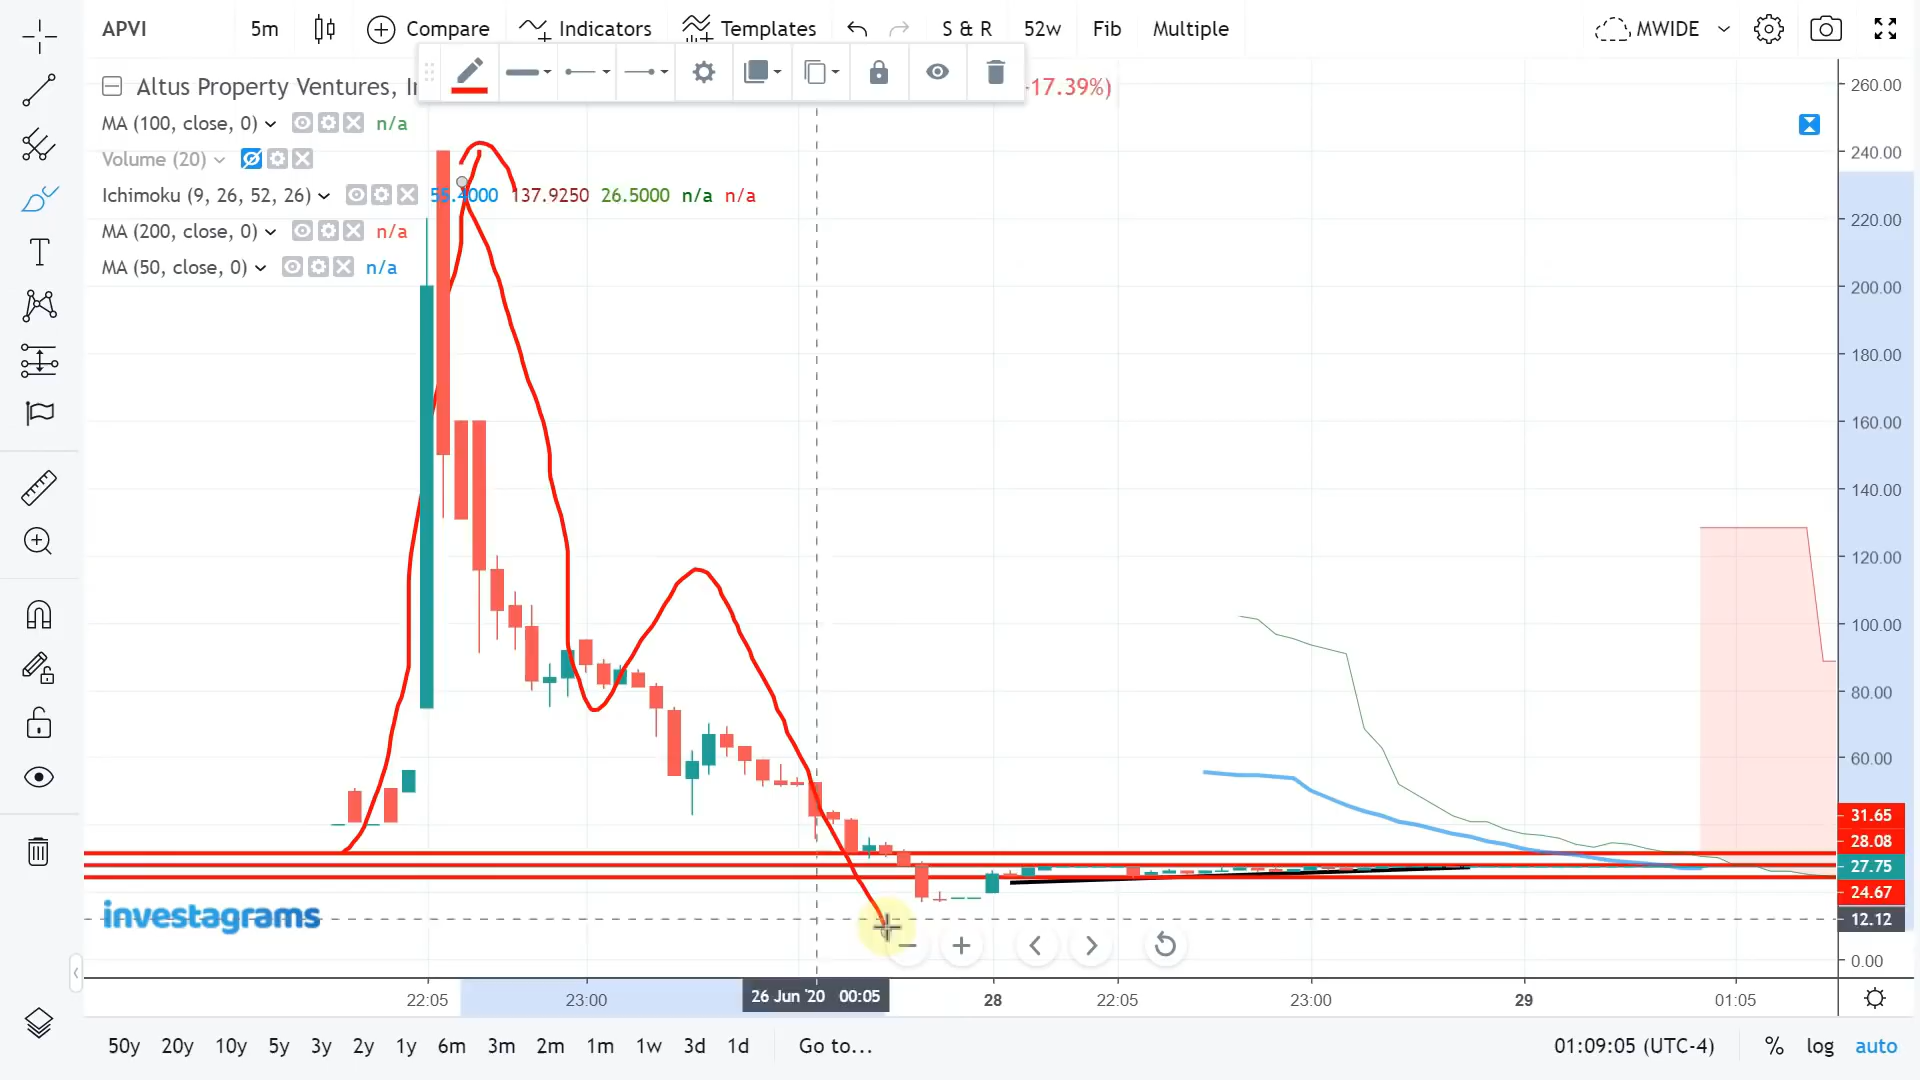 APVI 5m Compare Indicators Templates S & R 52w Fib Multiple MWIDE
Altus Property Ventures, -17.39%)
MA (100, close, 0) n/a
Volume (20)
Ichimoku (9, 26, 52, 26) 55.4000 137.9250 26.5000 n/a n/a
MA (200, close, 0) n/a
MA (50, close, 0) n/a
260.00
240.00
220.00
200.00
180.00
160.00
140.00
120.00
100.00
80.00
60.00
31.65
28.08
27.75
24.67
12.12
0.00
investagrams
22:05 23:00 26 Jun '20 00:05 28 22:05 23:00 29 01:05
50y 20y 10y 5y 3y 2y 1y 6m 3m 2m 1m 1w 3d 1d Go to... 01:09:05 (UTC-4) % log auto